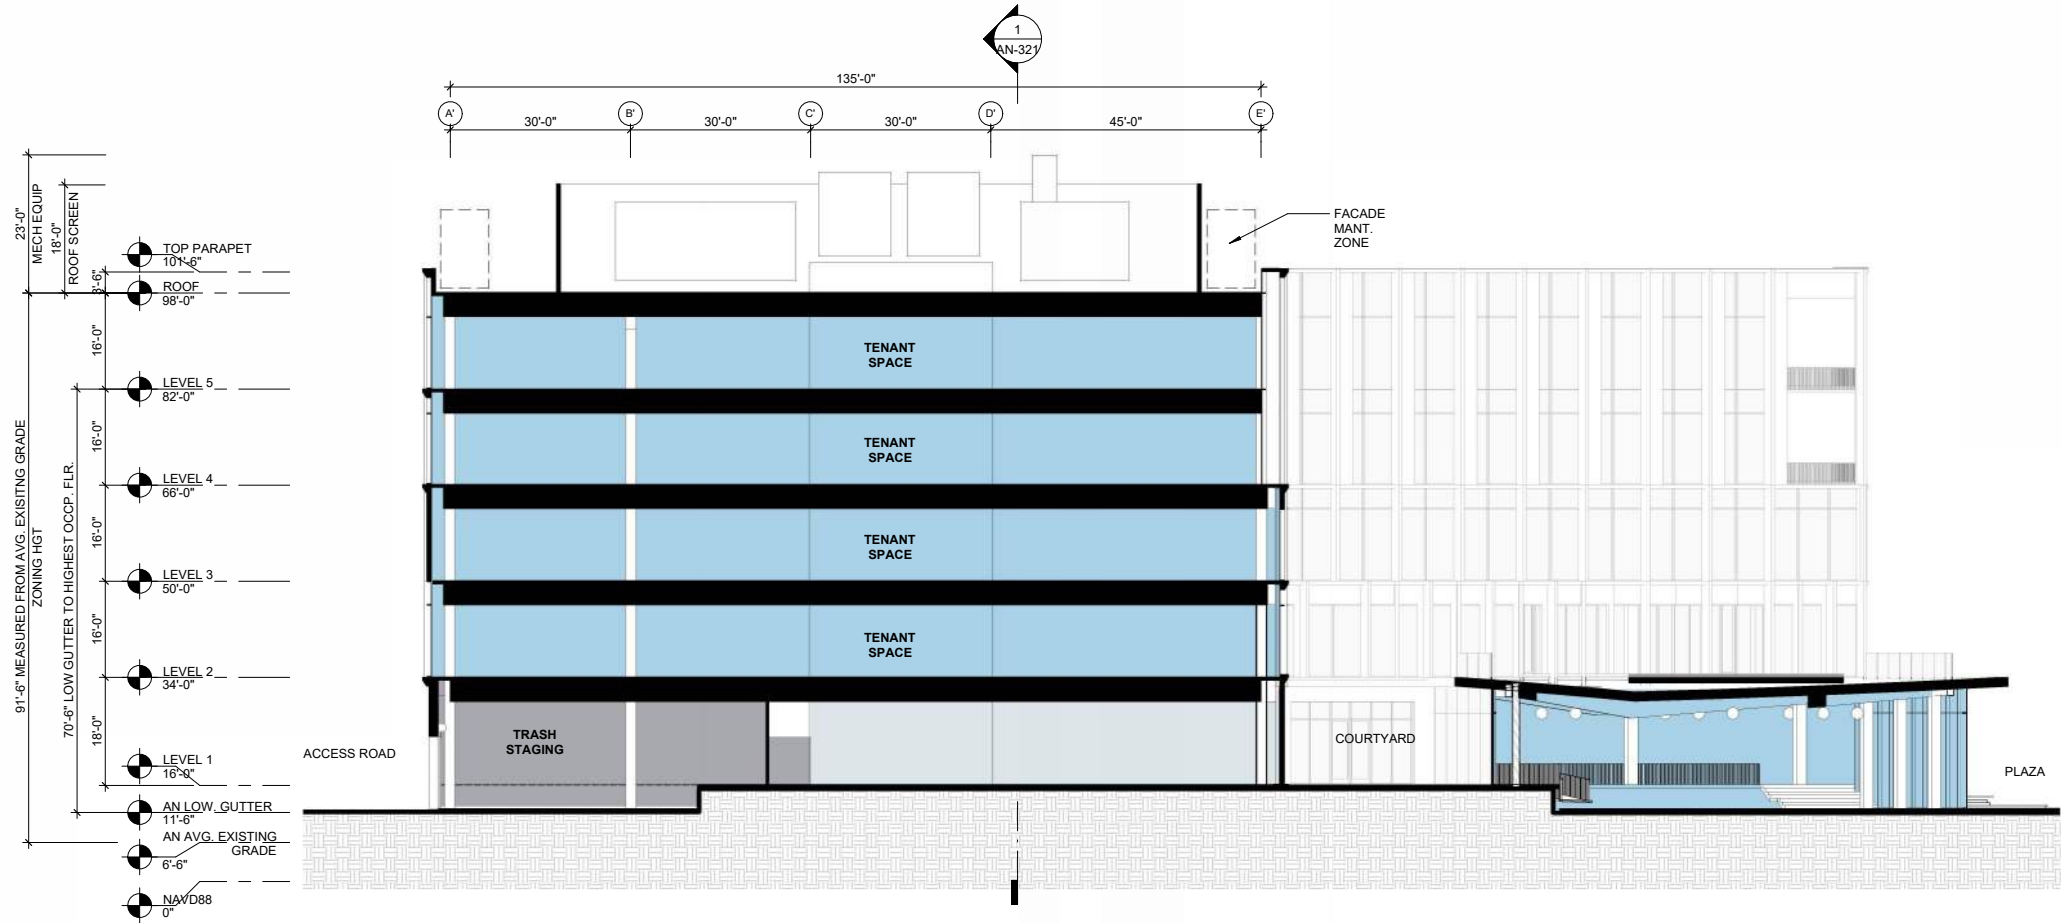 1
AN-321
135'-0"
A'
B'
C'
D'
E'
30'-0"
30'-0"
30'-0"
45'-0"
23'-0"
MECH EQUIP
18'-0"
ROOF SCREEN
3'-6"
TOP PARAPET
101'-6"
ROOF
98'-0"
16'-0"
LEVEL 5
82'-0"
16'-0"
LEVEL 4
66'-0"
16'-0"
LEVEL 3
50'-0"
16'-0"
LEVEL 2
34'-0"
18'-0"
LEVEL 1
16'-0"
AN LOW. GUTTER
11'-6"
AN AVG. EXISTING
GRADE
6'-6"
NAVD88
0"
91'-6" MEASURED FROM AVG. EXISITNG GRADE
ZONING HGT
70'-6" LOW GUTTER TO HIGHEST OCCP. FLR.
FACADE
MANT.
ZONE
TENANT
SPACE
TENANT
SPACE
TENANT
SPACE
TENANT
SPACE
TRASH
STAGING
ACCESS ROAD
COURTYARD
PLAZA